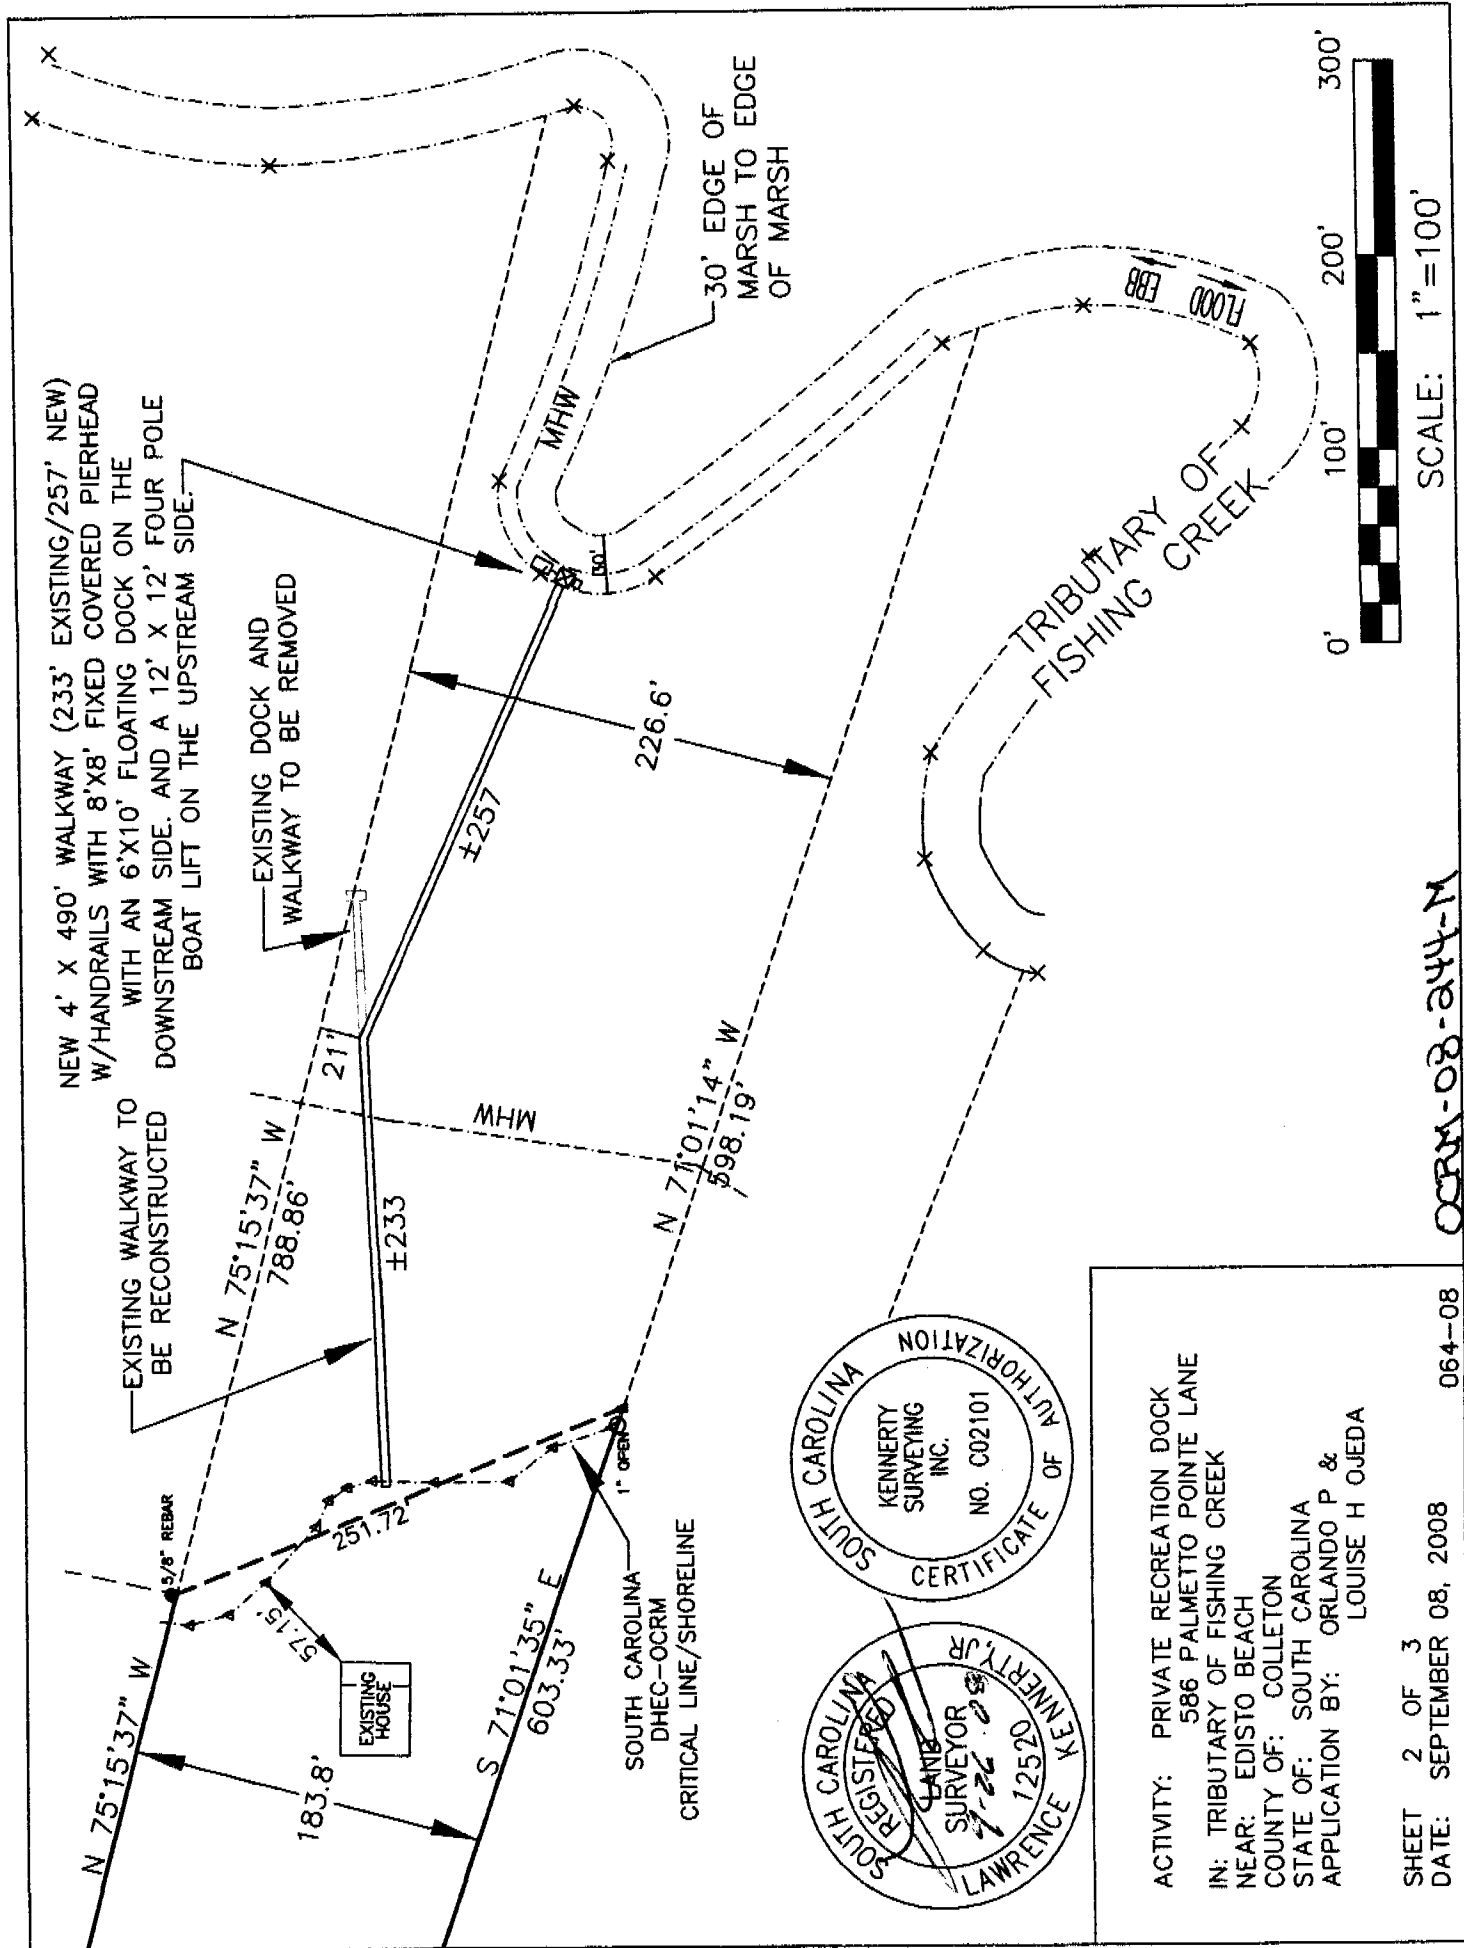 NEW 4' X 490' WALKWAY (233' EXISTING/257' NEW)
W/HANDRAILS WITH 8'X8' FIXED COVERED PIERHEAD
WITH AN 6'X10' FLOATING DOCK ON THE
DOWNSTREAM SIDE. AND A 12' X 12' FOUR POLE
BOAT LIFT ON THE UPSTREAM SIDE.
EXISTING WALKWAY TO
BE RECONSTRUCTED
EXISTING DOCK AND
WALKWAY TO BE REMOVED
30' EDGE OF
MARSH TO EDGE
OF MARSH
N 75°15'37" W
N 75°15'37" W
788.86'
21'
±233
±257
MHW
MHW
30'
226.6'
5/8" REBAR
251.72'
57.15'
EXISTING
HOUSE
183.8'
1" OPEN
S 71°01'35" E
603.33'
N 71°01'14" W
598.19'
SOUTH CAROLINA
DHEC-OCRM
CRITICAL LINE/SHORELINE
EBB
FLOOD
TRIBUTARY OF
FISHING CREEK
SOUTH CAROLINA
REGISTERED
LAND
SURVEYOR
12520
LAWRENCE KENNERTY,JR
SOUTH CAROLINA
KENNERTY
SURVEYING
INC.
NO. C02101
CERTIFICATE OF AUTHORIZATION
0'
100'
200'
300'
SCALE: 1"=100'
ACTIVITY: PRIVATE RECREATION DOCK
586 PALMETTO POINTE LANE
IN: TRIBUTARY OF FISHING CREEK
NEAR: EDISTO BEACH
COUNTY OF: COLLETON
STATE OF: SOUTH CAROLINA
APPLICATION BY: ORLANDO P &
LOUISE H OJEDA
SHEET 2 OF 3
DATE: SEPTEMBER 08, 2008
064-08
OCRM-08-244-M